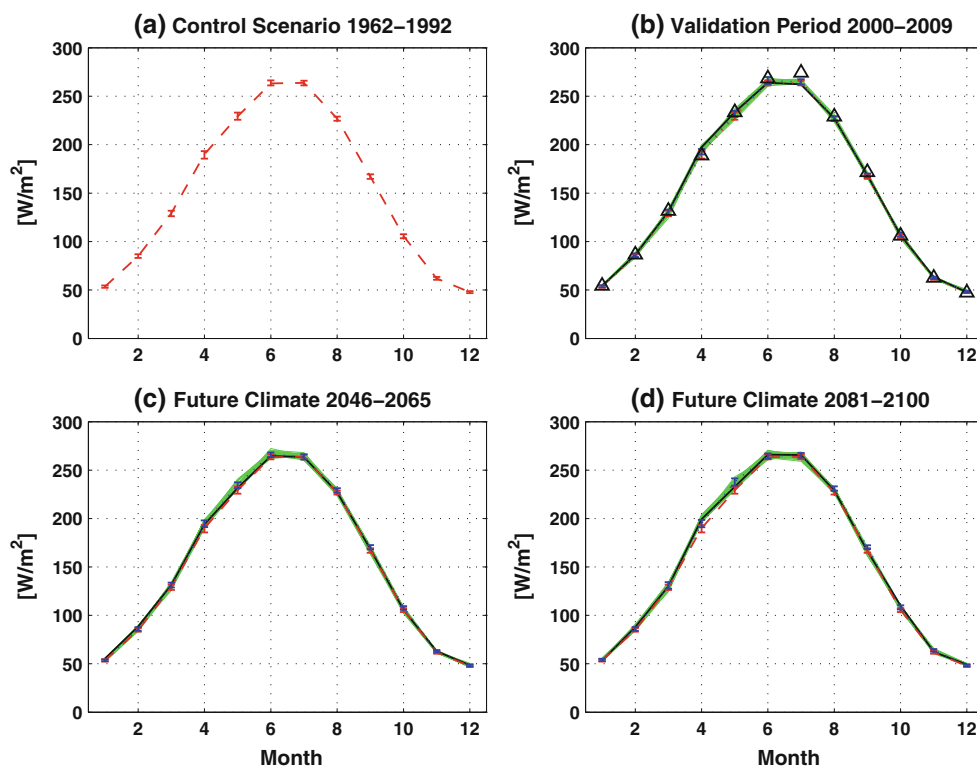 (a) Control Scenario 1962–1992
300
250
200
150
100
50
0
[W/m²]
2 4 6 8 10 12
(b) Validation Period 2000–2009
300
250
200
150
100
50
0
[W/m²]
2 4 6 8 10 12
(c) Future Climate 2046–2065
300
250
200
150
100
50
0
[W/m²]
2 4 6 8 10 12
Month
(d) Future Climate 2081–2100
300
250
200
150
100
50
0
[W/m²]
2 4 6 8 10 12
Month